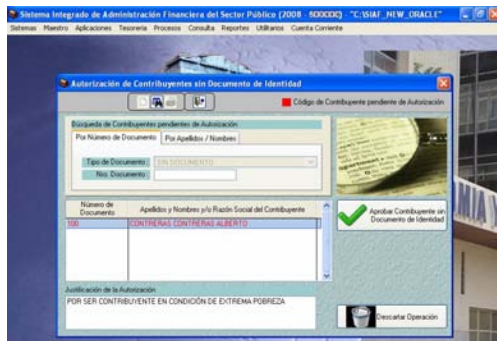 Sistema Integrado de Administración Financiera del Sector Público (2008 - 500000) - "C:\SIAF_NEW_ORACLE"
Sistemas Maestro Aplicaciones Tesorería Procesos Consulta Reportes Utilitarios Cuenta Corriente
Autorización de Contribuyentes sin Documento de Identidad
Código de Contribuyente pendiente de Autorización
Búsqueda de Contribuyentes pendientes de Autorización
Por Número de Documento Por Apellidos / Nombres
Tipo de Documento: SIN DOCUMENTO
Nro. Documento:
Número de Documento Apellidos y Nombres y/o Razón Social del Contribuyente
100 CONTRERAS CONTRERAS ALBERTO
Aprobar Contribuyente sin
Documento de Identidad
Justificación de la Autorización
POR SER CONTRIBUYENTE EN CONDICIÓN DE EXTREMA POBREZA
Descartar Operación